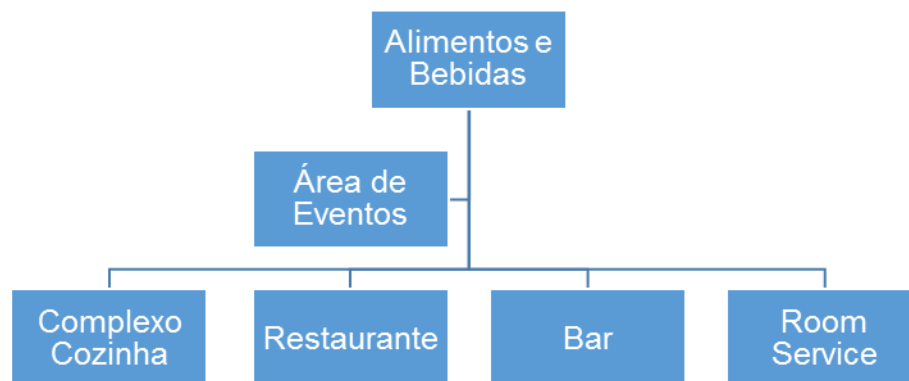 Alimentos e
Bebidas
Área de
Eventos
Complexo
Cozinha
Restaurante
Bar
Room
Service